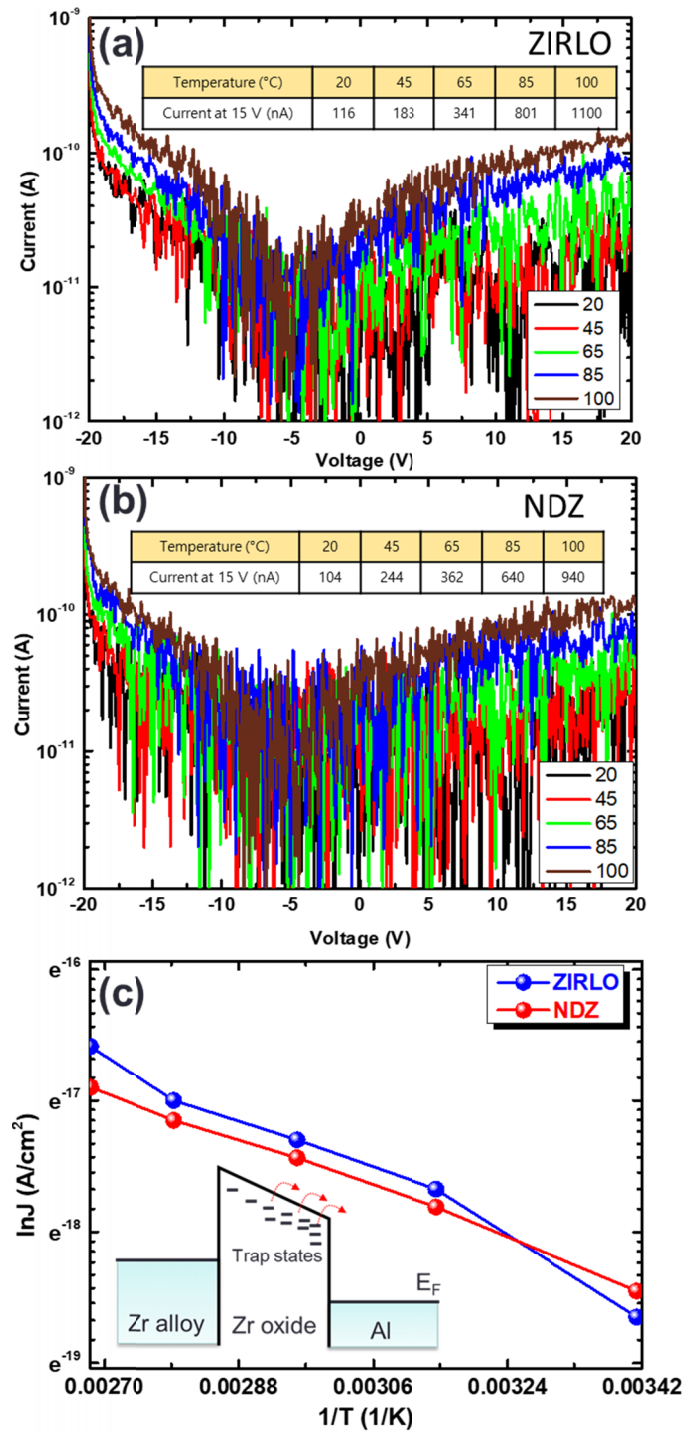 (a)
ZIRLO
Temperature (°C) 20 45 65 85 100
Current at 15 V (nA) 116 183 341 801 1100
10⁻⁹
10⁻¹⁰
10⁻¹¹
10⁻¹²
Current (A)
20
45
65
85
100
-20 -15 -10 -5 0 5 10 15 20
Voltage (V)
(b)
NDZ
Temperature (°C) 20 45 65 85 100
Current at 15 V (nA) 104 244 362 640 940
10⁻⁹
10⁻¹⁰
10⁻¹¹
10⁻¹²
Current (A)
20
45
65
85
100
-20 -15 -10 -5 0 5 10 15 20
Voltage (V)
(c)
ZIRLO
NDZ
e⁻¹⁶
e⁻¹⁷
e⁻¹⁸
e⁻¹⁹
lnJ (A/cm²)
Trap states
E_F
Zr alloy
Zr oxide
Al
0.00270 0.00288 0.00306 0.00324 0.00342
1/T (1/K)